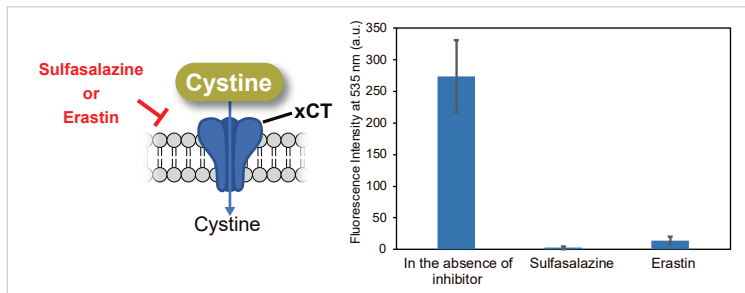 Sulfasalazine
or
Erastin
Cystine
xCT
Cystine
Fluorescence Intensity at 535 nm (a.u.)
350
300
250
200
150
100
50
0
In the absence of
inhibitor
Sulfasalazine
Erastin